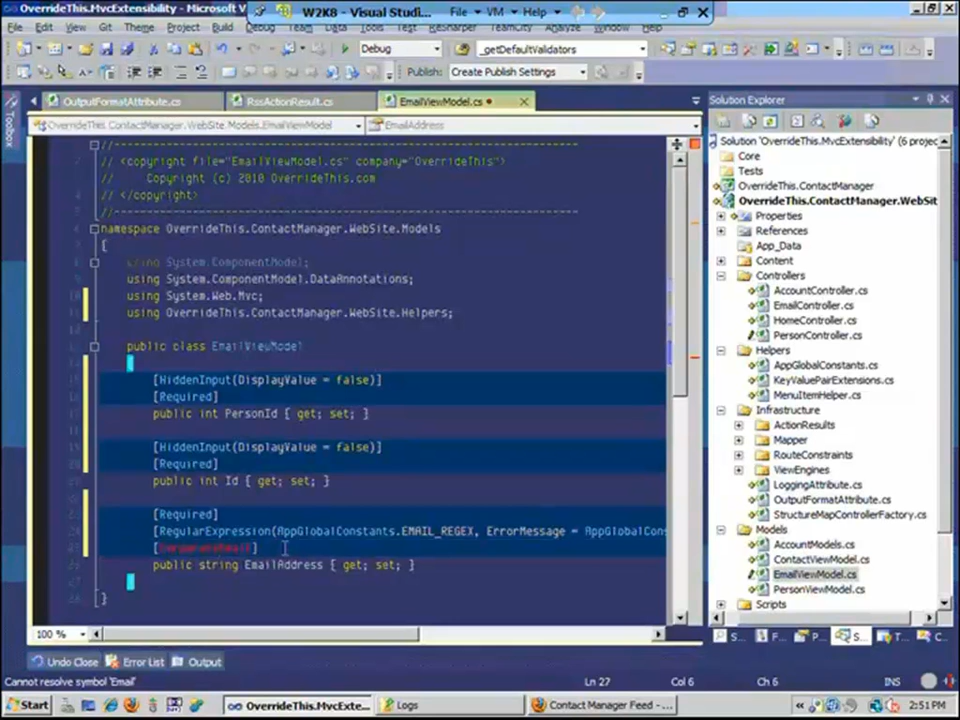 OverrideThis.MvcExtensibility - Microsoft V
W2K8 - Visual Studi...
File
VM
Help
File Edit View Git Theme Project Build Debug Team Data Tools Test ReSharper Analyze Window Help
Debug
_getDefaultValidators
Publish: Create Publish Settings
Toolbox
OutputFormatAttribute.cs
RssActionResult.cs
EmailViewModel.cs
OverrideThis.ContactManager.WebSite.Models.EmailViewModel
EmailAddress
//----------------------------------------------------------------------
// <copyright file="EmailViewModel.cs" company="OverrideThis">
//     Copyright (c) 2010 OverrideThis.com
// </copyright>
//----------------------------------------------------------------------
namespace OverrideThis.ContactManager.WebSite.Models
{
using System.ComponentModel;
using System.ComponentModel.DataAnnotations;
using System.Web.Mvc;
using OverrideThis.ContactManager.WebSite.Helpers;
public class EmailViewModel
[HiddenInput(DisplayValue = false)]
[Required]
public int PersonId { get; set; }
[HiddenInput(DisplayValue = false)]
[Required]
public int Id { get; set; }
[Required]
[RegularExpression(AppGlobalConstants.EMAIL_REGEX, ErrorMessage = AppGlobalCons
public string EmailAddress { get; set; }
}
100 %
Undo Close
Error List
Output
Cannot resolve symbol 'Email'
Ln 27
Col 6
Ch 6
INS
Solution Explorer
Solution 'OverrideThis.MvcExtensibility' (6 projec
Core
Tests
OverrideThis.ContactManager
OverrideThis.ContactManager.WebSit
Properties
References
App_Data
Content
Controllers
AccountController.cs
EmailController.cs
HomeController.cs
PersonController.cs
Helpers
AppGlobalConstants.cs
KeyValuePairExtensions.cs
MenuItemHelper.cs
Infrastructure
ActionResults
Mapper
RouteConstraints
ViewEngines
LoggingAttribute.cs
OutputFormatAttribute.cs
StructureMapControllerFactory.cs
Models
AccountModels.cs
ContactViewModel.cs
EmailViewModel.cs
PersonViewModel.cs
Scripts
S...
F...
P...
S...
T...
C...
Start
OverrideThis.MvcExte...
Logs
Contact Manager Feed - ...
2:51 PM